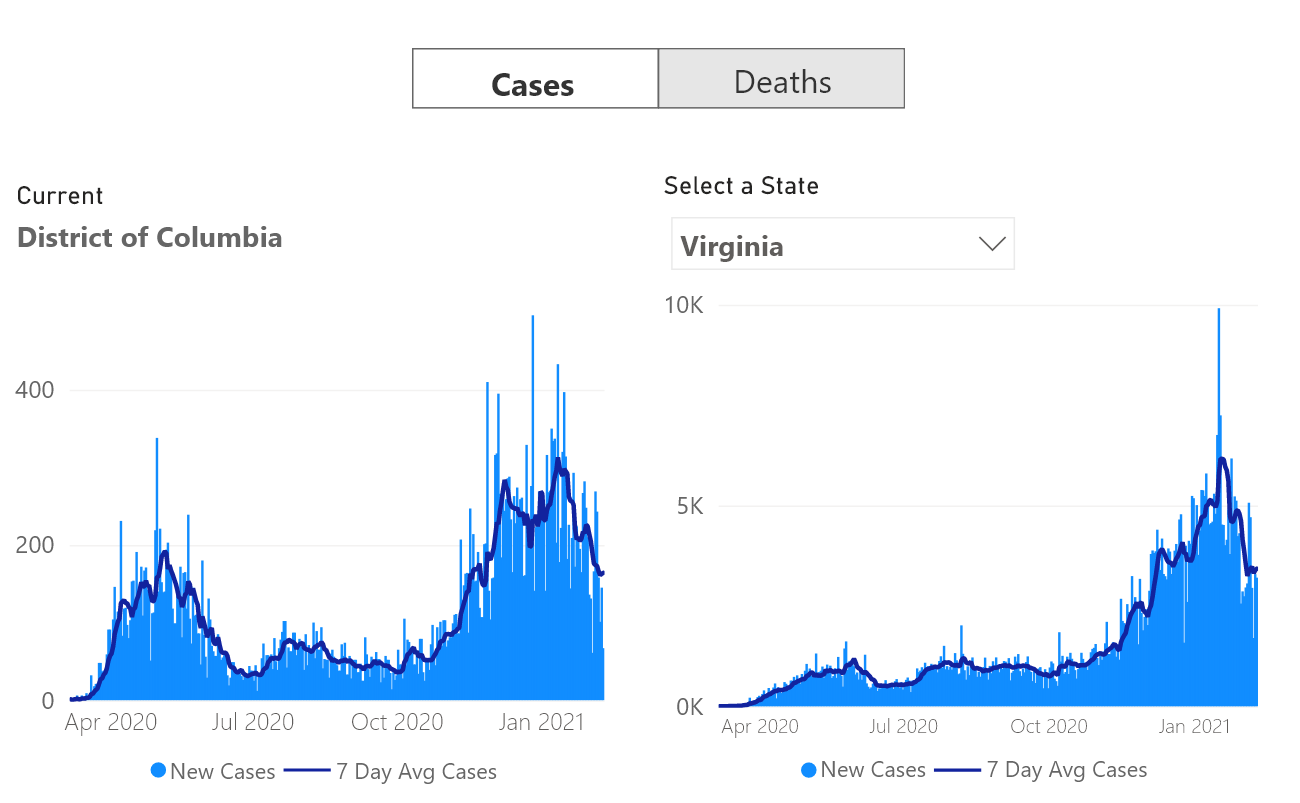 Cases Deaths
Current
District of Columbia
Select a State
Virginia
400
200
0
Apr 2020 Jul 2020 Oct 2020 Jan 2021
New Cases 7 Day Avg Cases
10K
5K
0K
Apr 2020 Jul 2020 Oct 2020 Jan 2021
New Cases 7 Day Avg Cases